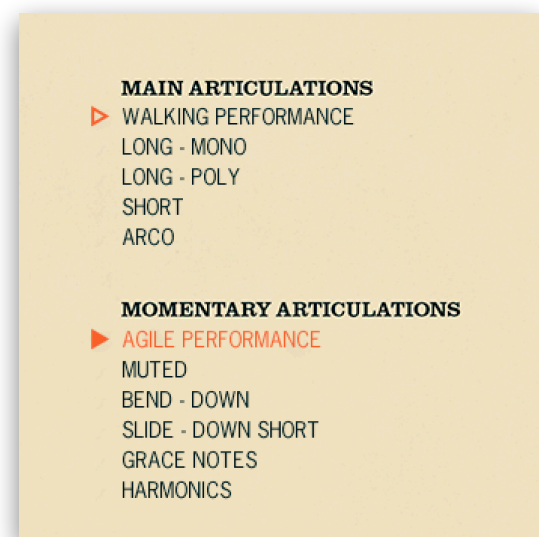 MAIN ARTICULATIONS
WALKING PERFORMANCE
LONG - MONO
LONG - POLY
SHORT
ARCO
MOMENTARY ARTICULATIONS
AGILE PERFORMANCE
MUTED
BEND - DOWN
SLIDE - DOWN SHORT
GRACE NOTES
HARMONICS